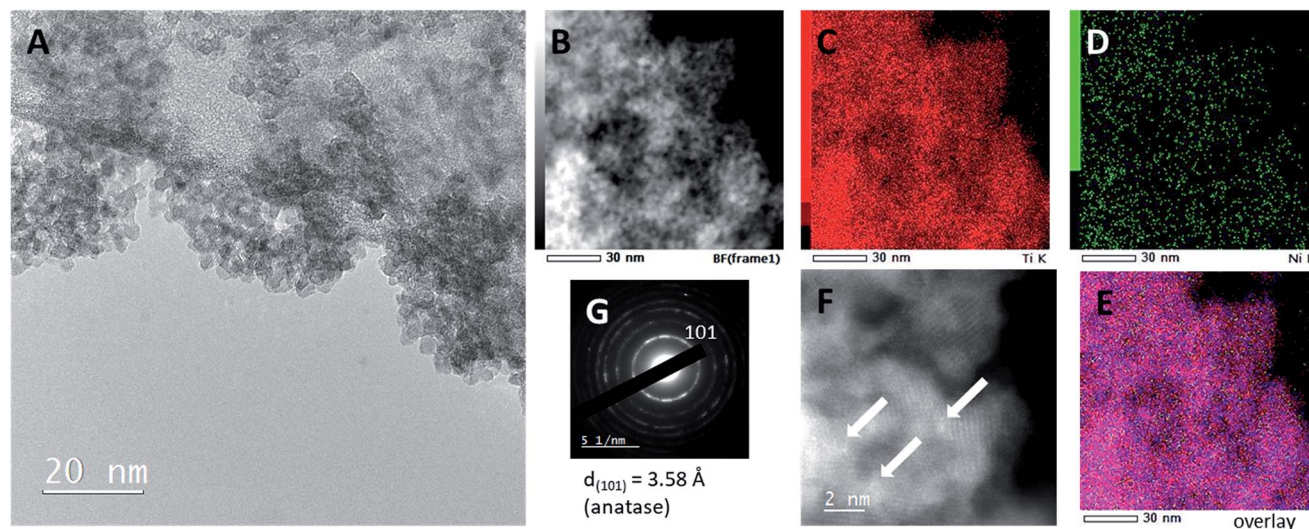 A
20 nm
B
30 nm BF(frame1)
C
30 nm Ti K
D
30 nm Ni
G
101
5 1/nm
d(101) = 3.58 Å
(anatase)
F
2 nm
E
30 nm overlay